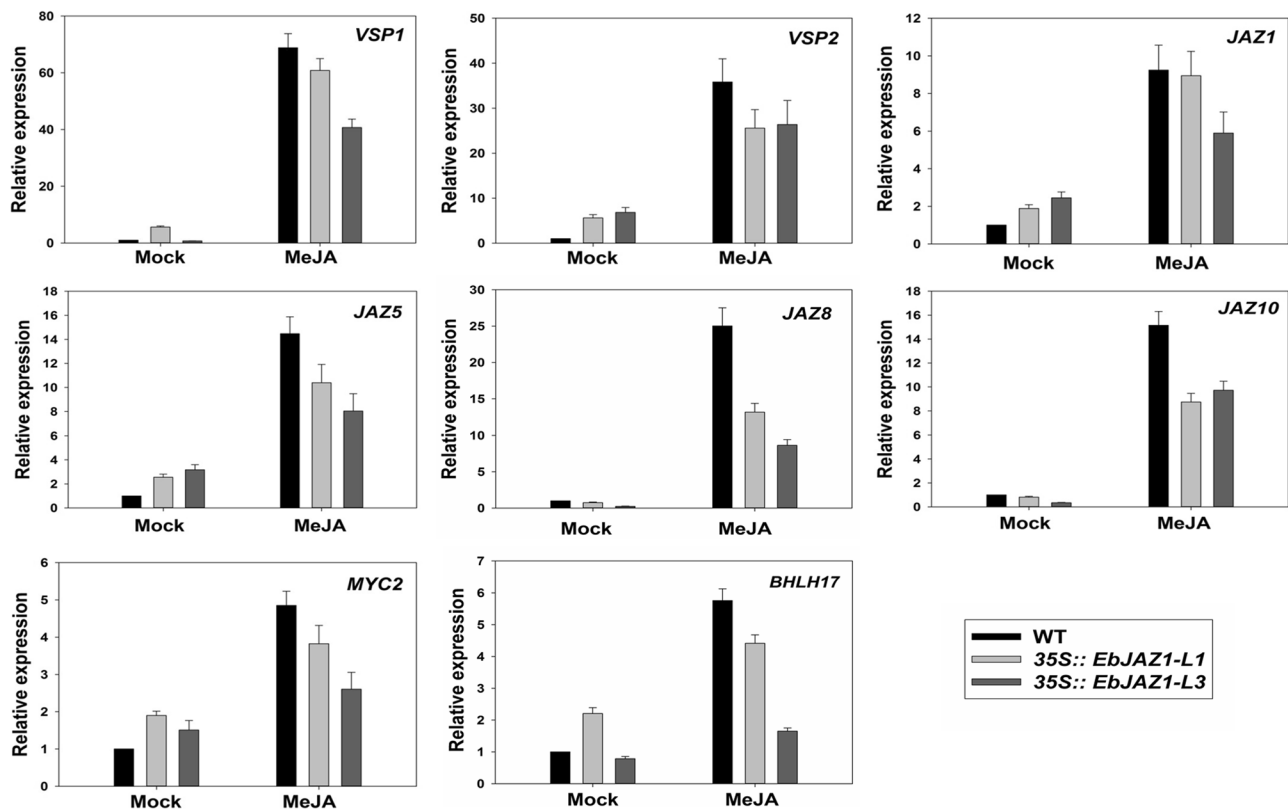 VSP1
Relative expression
80
60
40
20
0
Mock MeJA
VSP2
Relative expression
50
40
30
20
10
0
Mock MeJA
JAZ1
Relative expression
12
10
8
6
4
2
0
Mock MeJA
JAZ5
Relative expression
18
16
14
12
10
8
6
4
2
0
Mock MeJA
JAZ8
Relative expression
30
25
20
15
10
5
0
Mock MeJA
JAZ10
Relative expression
18
16
14
12
10
8
6
4
2
0
Mock MeJA
MYC2
Relative expression
6
5
4
3
2
1
0
Mock MeJA
BHLH17
Relative expression
7
6
5
4
3
2
1
0
Mock MeJA
WT
35S:: EbJAZ1-L1
35S:: EbJAZ1-L3